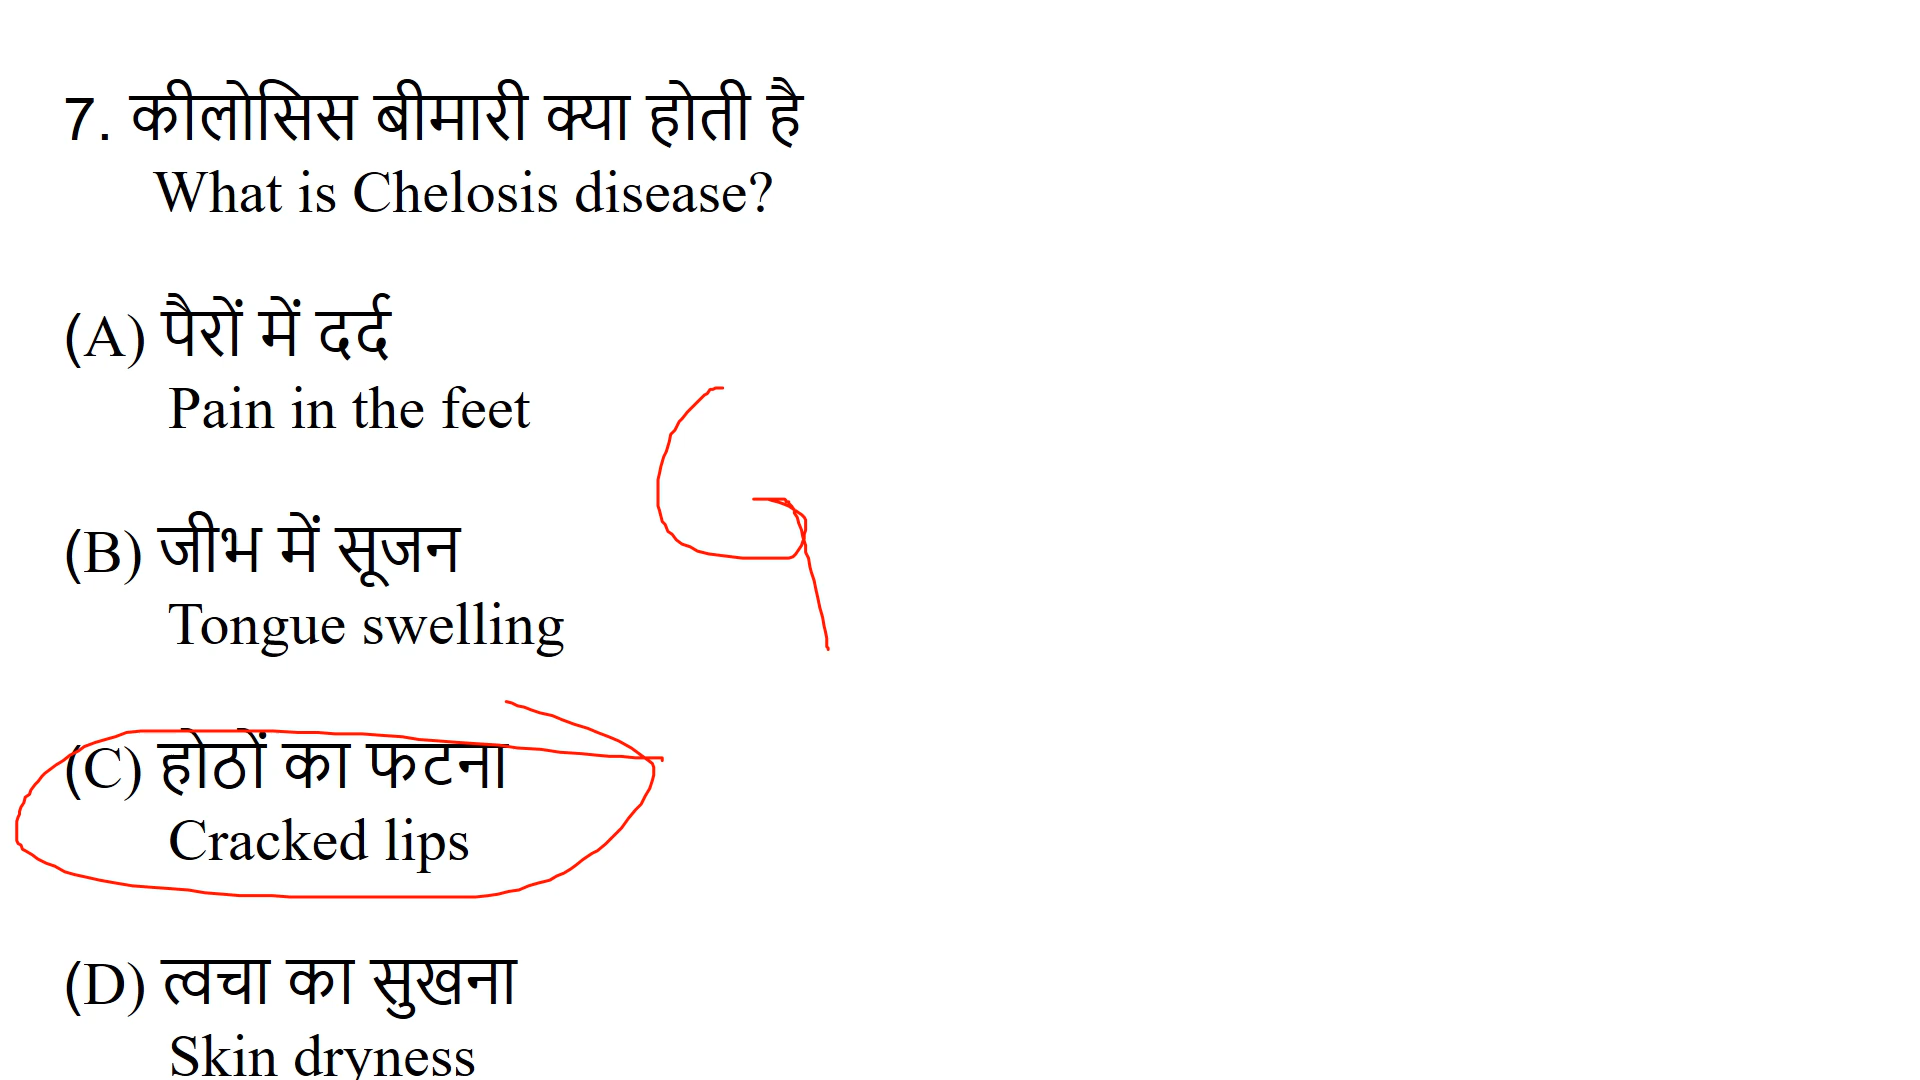 7. कीलोसिस बीमारी क्या होती है
What is Chelosis disease?
(A) पैरों में दर्द
Pain in the feet
(B) जीभ में सूजन
Tongue swelling
(C) होठों का फटना
Cracked lips
(D) त्वचा का सुखना
Skin dryness